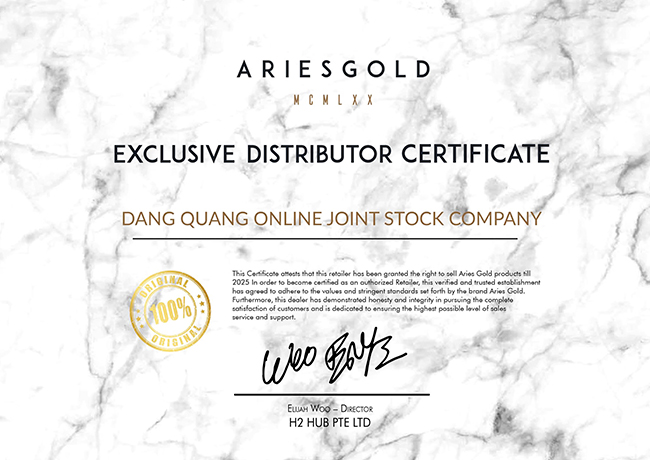 ARIESGOLD
MCMLXX
EXCLUSIVE DISTRIBUTOR CERTIFICATE
DANG QUANG ONLINE JOINT STOCK COMPANY
This Certificate attests that this retailer has been granted the right to sell Aries Gold products till
2025 In order to become certified as an authorized Retailer, this verified and trusted establishment
has agreed to adhere to the values and stringent standards set forth by the brand Aries Gold.
Furthermore, this dealer has demonstrated honesty and integrity in pursuing the complete
satisfaction of customers and is dedicated to ensuring the highest possible level of sales
service and support.
ORIGINAL
100%
ORIGINAL
Woo
Elijah Woo – Director
H2 HUB PTE LTD